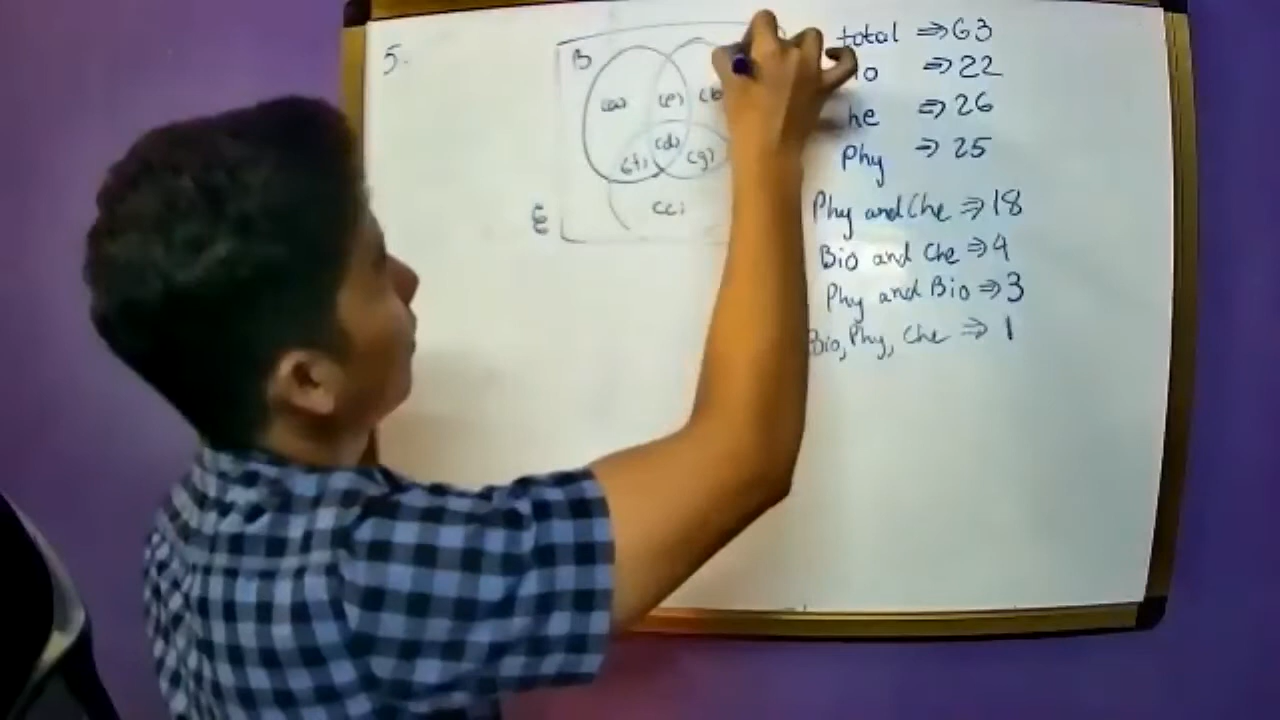 5.
B
(a) (e) (b
(d)
(f) (g)
(c)
ξ
total ⇒ 63
io ⇒ 22
he ⇒ 26
Phy ⇒ 25
Phy and Che ⇒ 18
Bio and Che ⇒ 4
Phy and Bio ⇒ 3
Bio, Phy, Che ⇒ 1